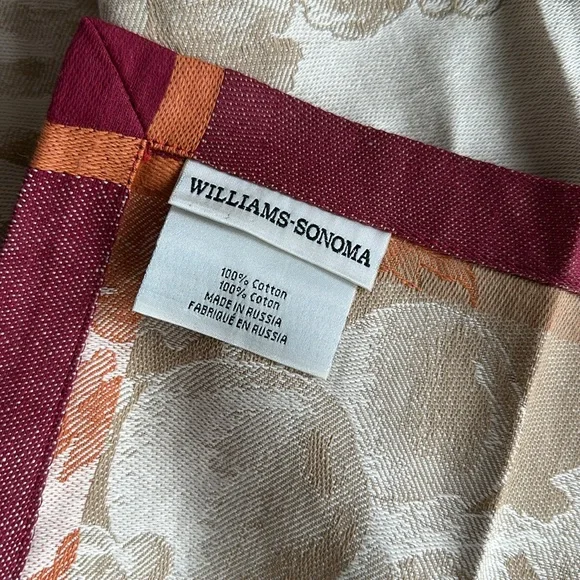 WILLIAMS-SONOMA
100% Cotton
100% Coton
MADE IN RUSSIA
FABRIQUÉ EN RUSSIA